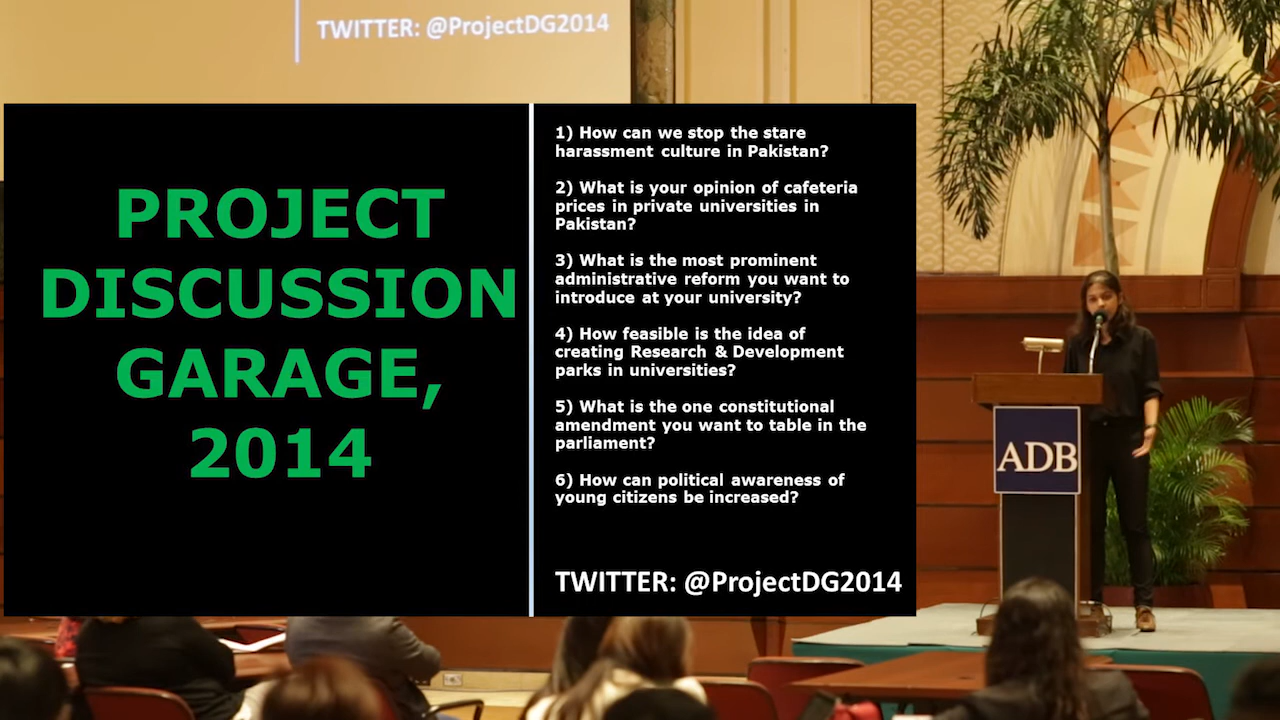 TWITTER: @ProjectDG2014
PROJECT
DISCUSSION
GARAGE,
2014
1) How can we stop the stare
harassment culture in Pakistan?
2) What is your opinion of cafeteria
prices in private universities in
Pakistan?
3) What is the most prominent
administrative reform you want to
introduce at your university?
4) How feasible is the idea of
creating Research & Development
parks in universities?
5) What is the one constitutional
amendment you want to table in the
parliament?
6) How can political awareness of
young citizens be increased?
TWITTER: @ProjectDG2014
ADB